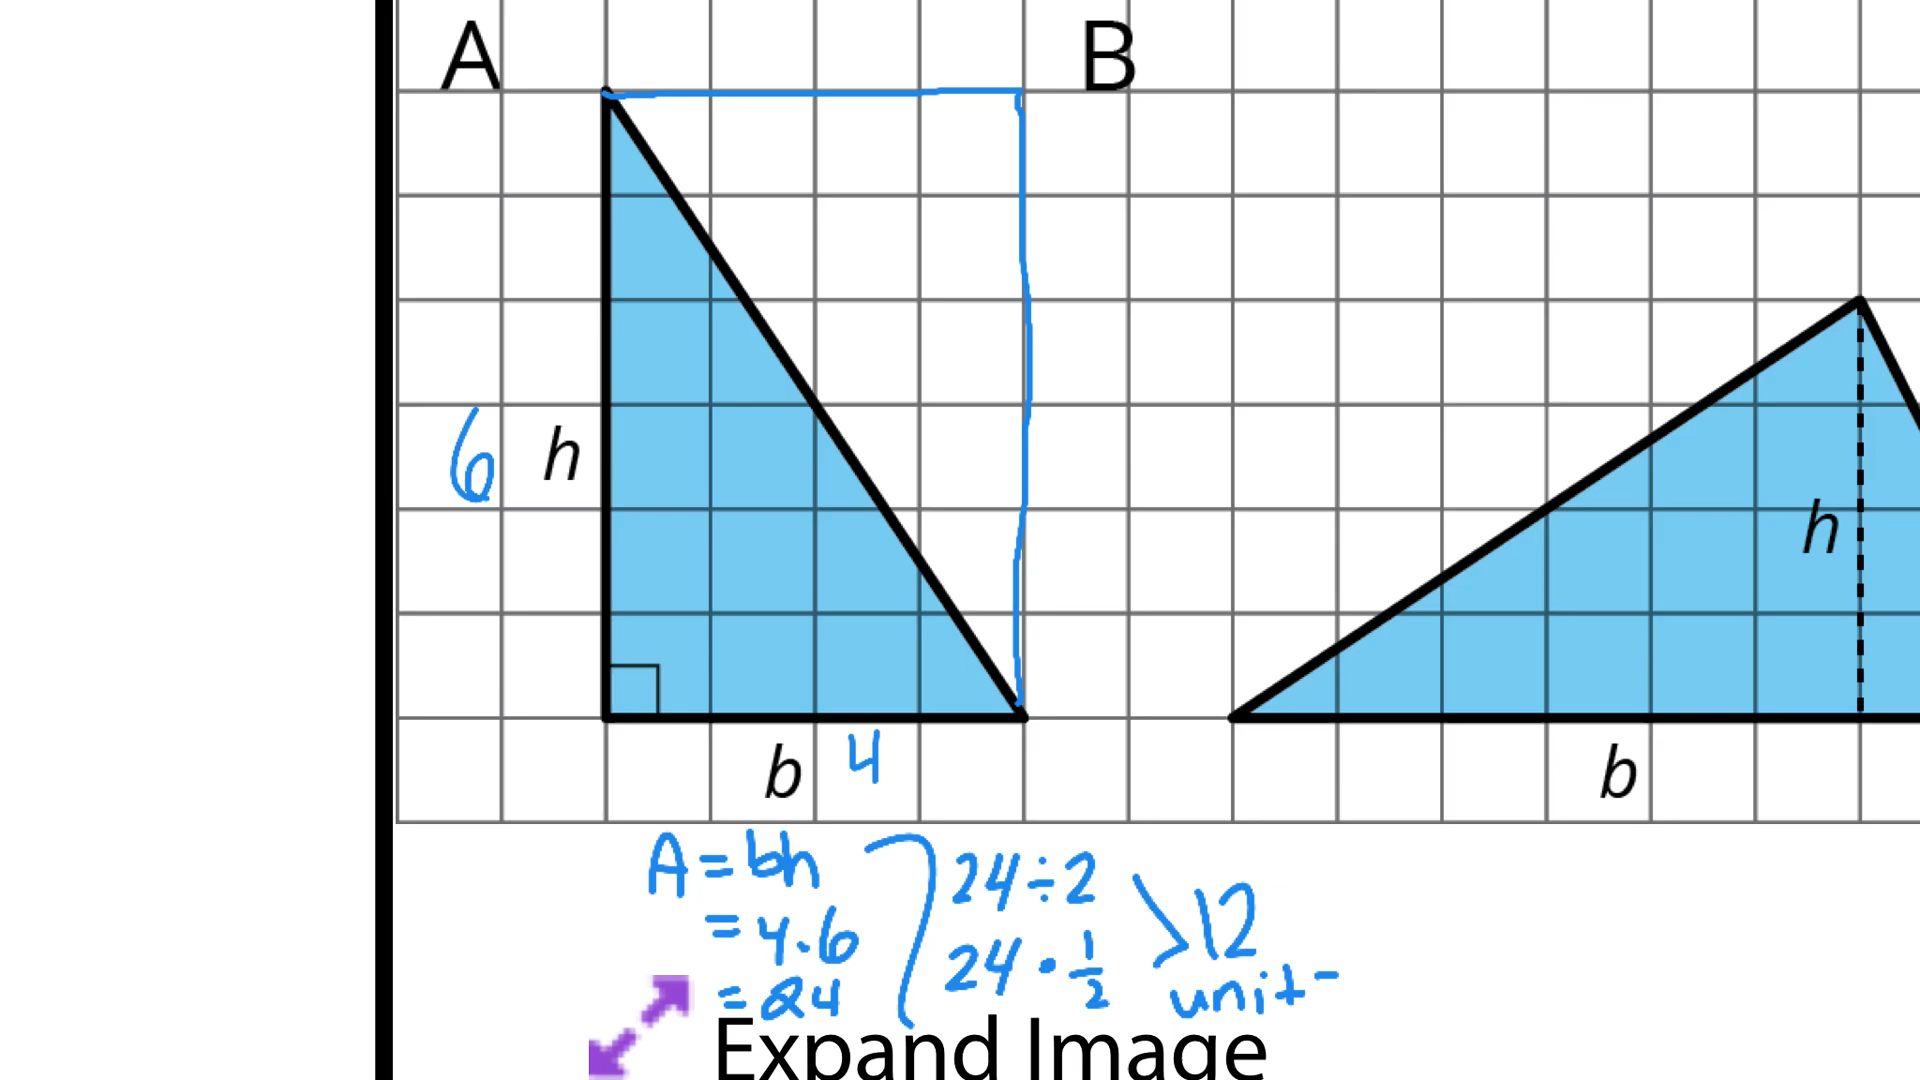 A
B
6 h
h
b 4
b
A = bh
= 4·6
= 24
24÷2
24 · 1/2
12
unit
Expand Image